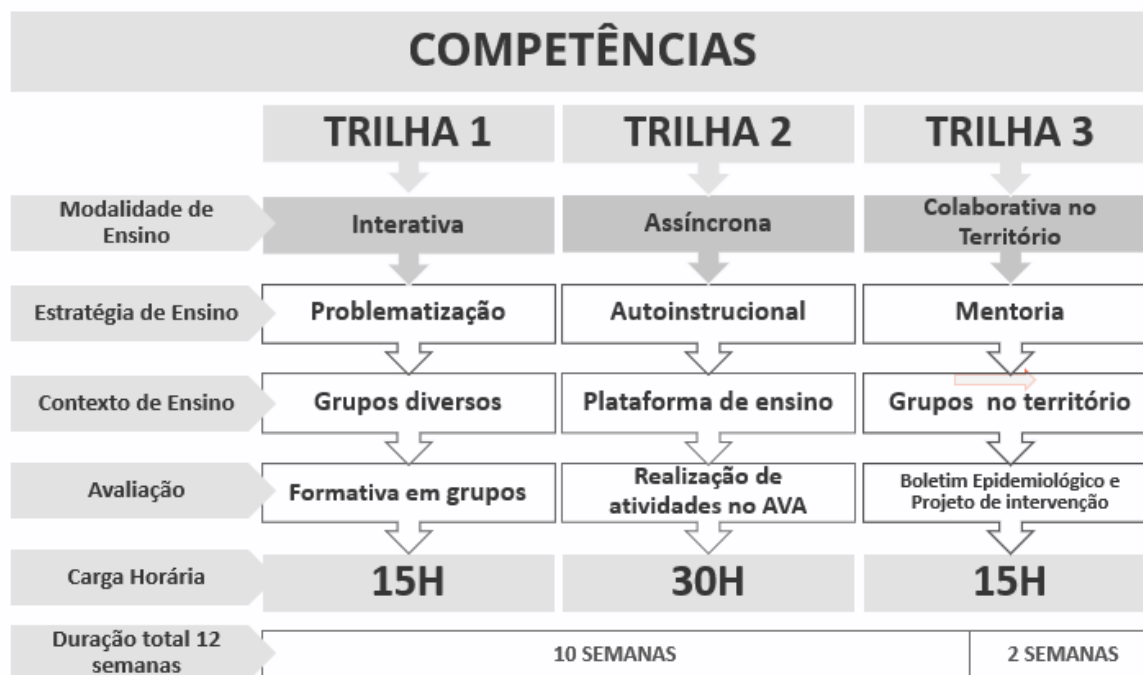 COMPETÊNCIAS
TRILHA 1
TRILHA 2
TRILHA 3
Modalidade de
Ensino
Interativa
Assíncrona
Colaborativa no
Território
Estratégia de Ensino
Problematização
Autoinstrucional
Mentoria
Contexto de Ensino
Grupos diversos
Plataforma de ensino
Grupos no território
Avaliação
Formativa em grupos
Realização de
atividades no AVA
Boletim Epidemiológico e
Projeto de intervenção
Carga Horária
15H
30H
15H
Duração total 12
semanas
10 SEMANAS
2 SEMANAS